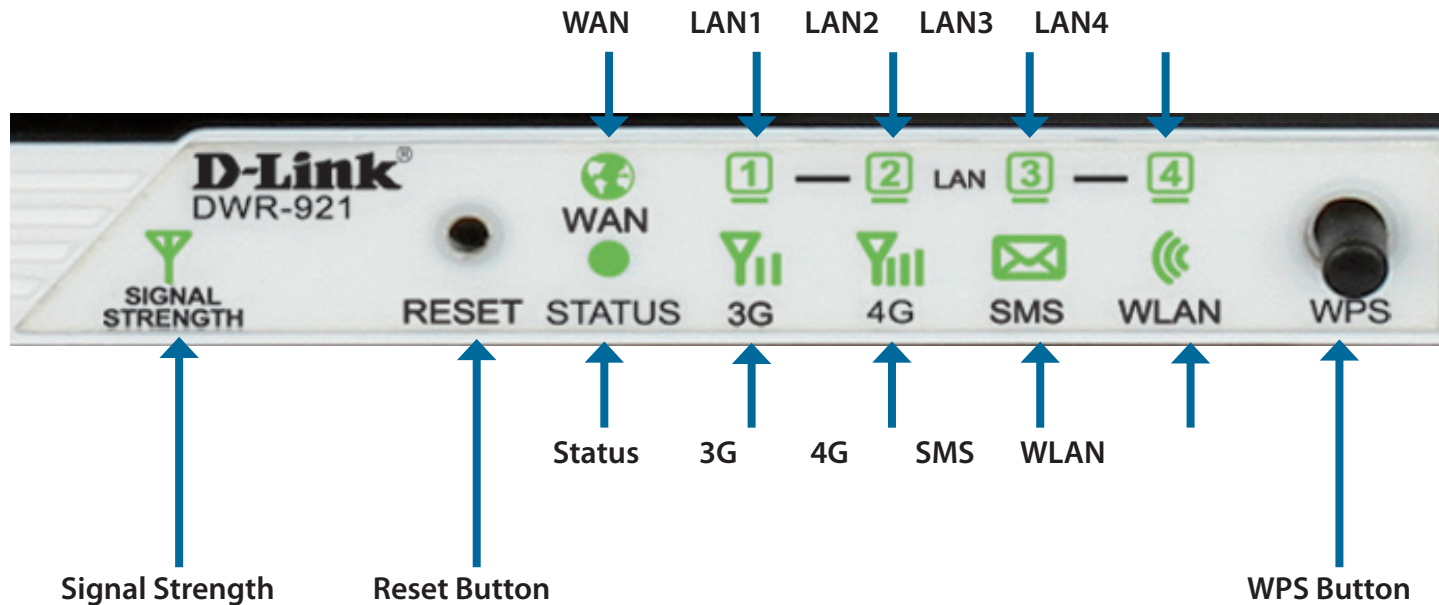 WAN LAN1 LAN2 LAN3 LAN4
D-Link®
DWR-921
1 2 LAN 3 4
WAN
SIGNAL
STRENGTH
RESET STATUS 3G 4G SMS WLAN WPS
Status 3G 4G SMS WLAN
Signal Strength Reset Button WPS Button